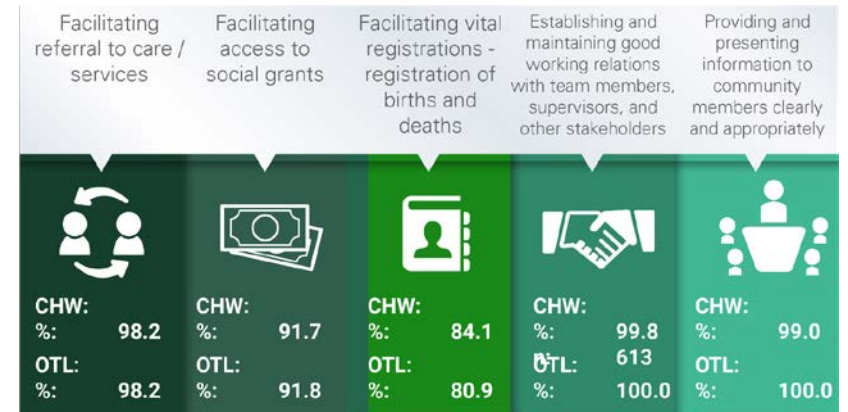 Facilitating
referral to care /
services
Facilitating
access to
social grants
Facilitating vital
registrations -
registration of
births and
deaths
Establishing and
maintaining good
working relations
with team members,
supervisors, and
other stakeholders
Providing and
presenting
information to
community
members clearly
and appropriately
CHW:
%: 98.2
OTL:
%: 98.2
CHW:
%: 91.7
OTL:
%: 91.8
CHW:
%: 84.1
OTL:
%: 80.9
CHW:
%: 99.8
613
OTL:
%: 100.0
CHW:
%: 99.0
OTL:
%: 100.0